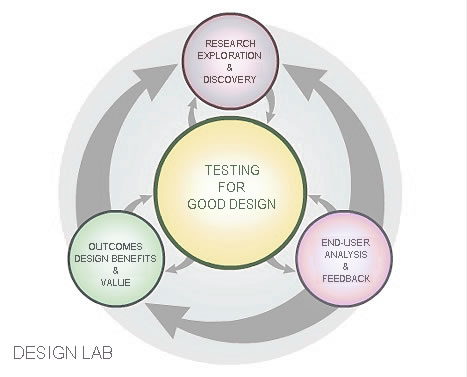 RESEARCH
EXPLORATION
&
DISCOVERY
TESTING
FOR
GOOD DESIGN
OUTCOMES
DESIGN BENEFITS
&
VALUE
END-USER
ANALYSIS
&
FEEDBACK
DESIGN LAB